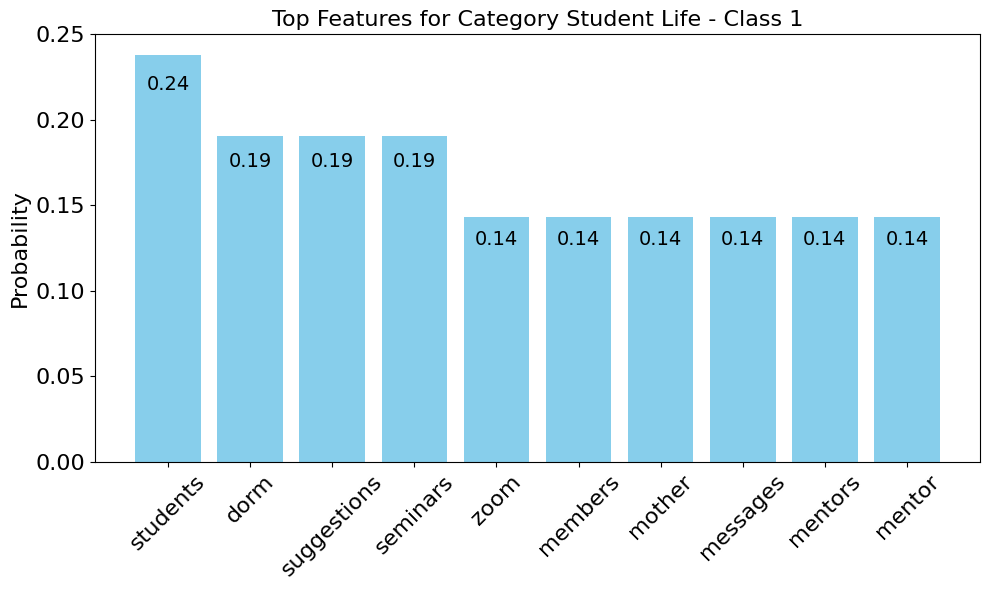 Top Features for Category Student Life - Class 1
Probability
0.25
0.20
0.15
0.10
0.05
0.00
0.24
0.19
0.19
0.19
0.14
0.14
0.14
0.14
0.14
0.14
students
dorm
suggestions
seminars
zoom
members
mother
messages
mentors
mentor